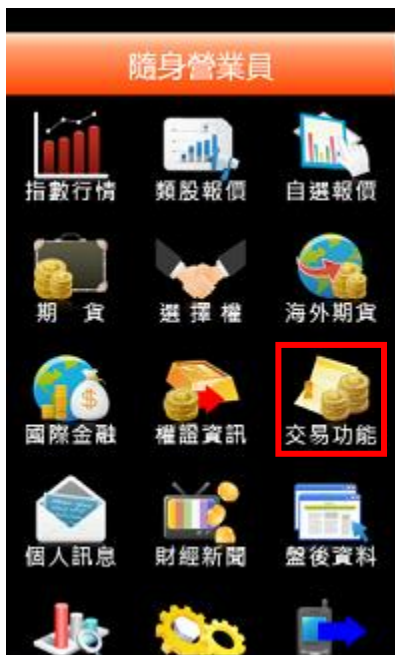 隨身營業員
指數行情 類股報價 自選報價
期 貨 選 擇 權 海外期貨
國際金融 權證資訊 交易功能
個人訊息 財經新聞 盤後資料